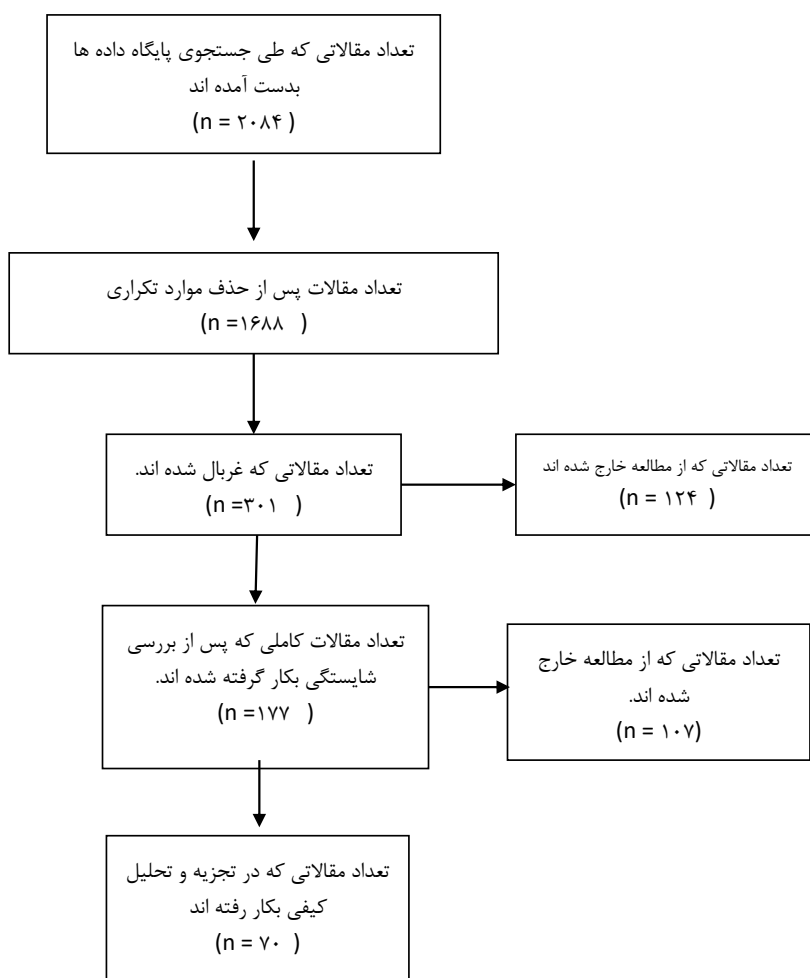 تعداد مقالاتی که طی جستجوی پایگاه داده ها
بدست آمده اند
(n = ۲۰۸۴ )
تعداد مقالات پس از حذف موارد تکراری
(n =۱۶۸۸ )
تعداد مقالاتی که غربال شده اند.
(n =۳۰۱ )
تعداد مقالاتی که از مطالعه خارج شده اند
(n = ۱۲۴ )
تعداد مقالات کاملی که پس از بررسی
شایستگی بکار گرفته شده اند.
(n =۱۷۷ )
تعداد مقالاتی که از مطالعه خارج
شده اند.
(n = ۱۰۷)
تعداد مقالاتی که در تجزیه و تحلیل
کیفی بکار رفته اند
(n = ۷۰ )